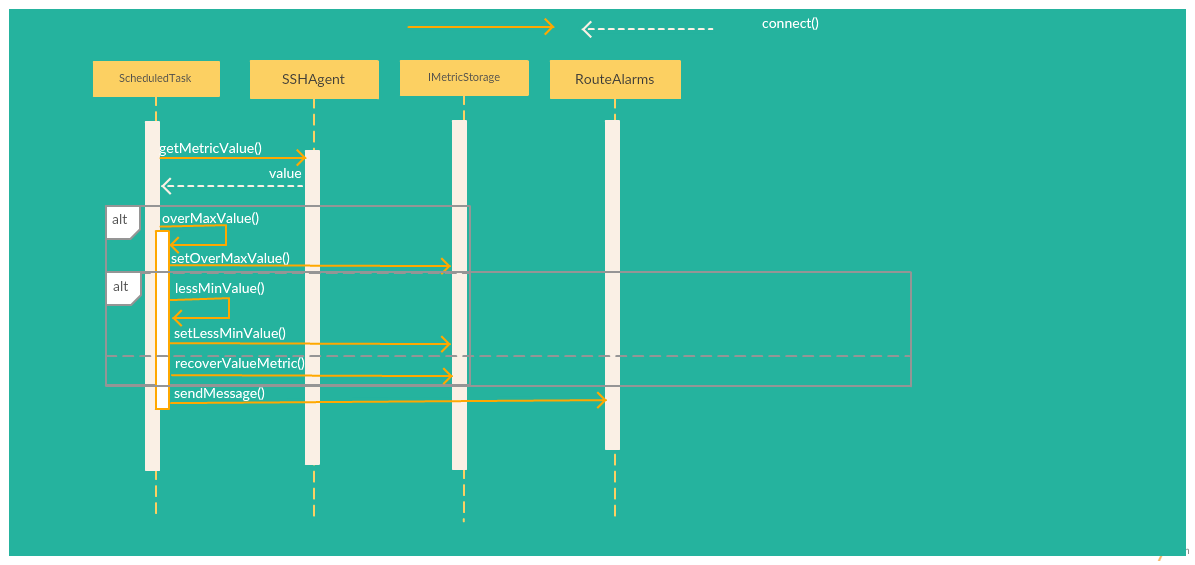 connect()
ScheduledTask
SSHAgent
IMetricStorage
RouteAlarms
getMetricValue()
value
alt
overMaxValue()
setOverMaxValue()
alt
lessMinValue()
setLessMinValue()
recoverValueMetric()
sendMessage()